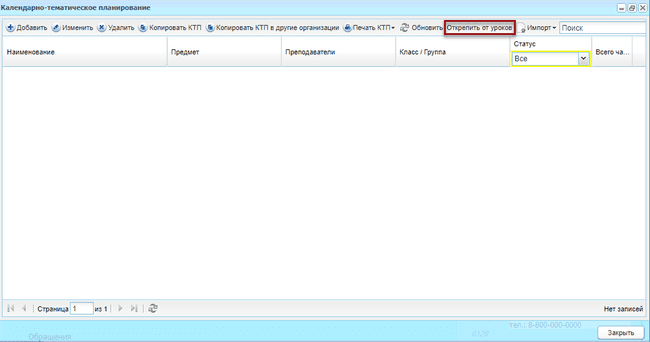 Календарно-тематическое планирование
Добавить Изменить Удалить Копировать КТП Копировать КТП в другие организации Печать КТП Обновить Открепить от уроков Импорт Поиск
Наименование Предмет Преподаватели Класс / Группа Статус Всего ча...
Все
Страница 1 из 1 Нет записей
Обращения тел.: 8-800-000-0000
Закрыть